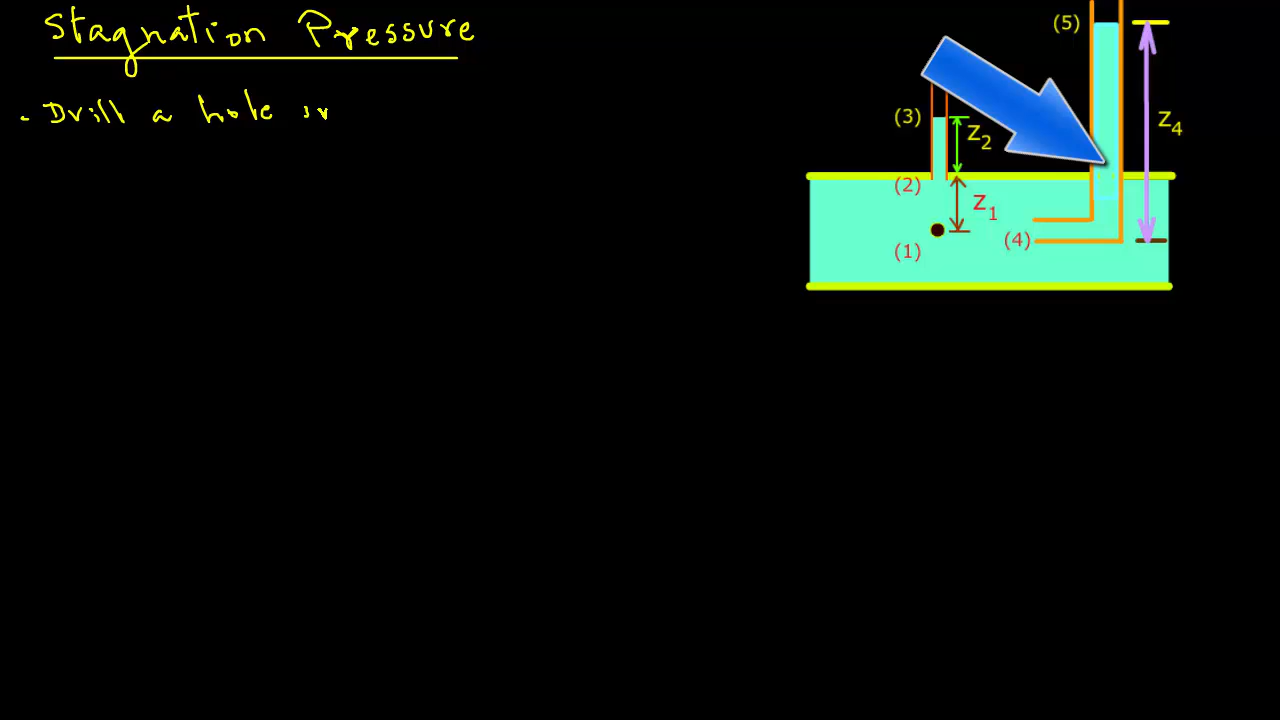 Stagnation Pressure
- Drill a hole
(5)
(3)
z2
z4
(2)
z1
(4)
(1)